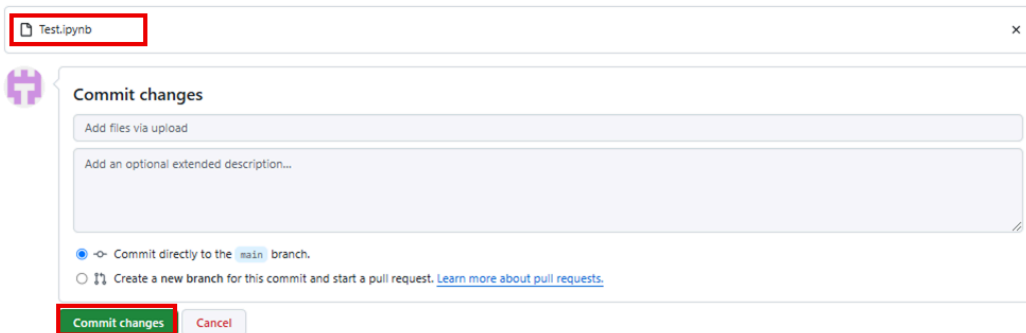 Test.ipynb
Commit changes
Add files via upload
Add an optional extended description...
Commit directly to the main branch.
Create a new branch for this commit and start a pull request. Learn more about pull requests.
Commit changes Cancel